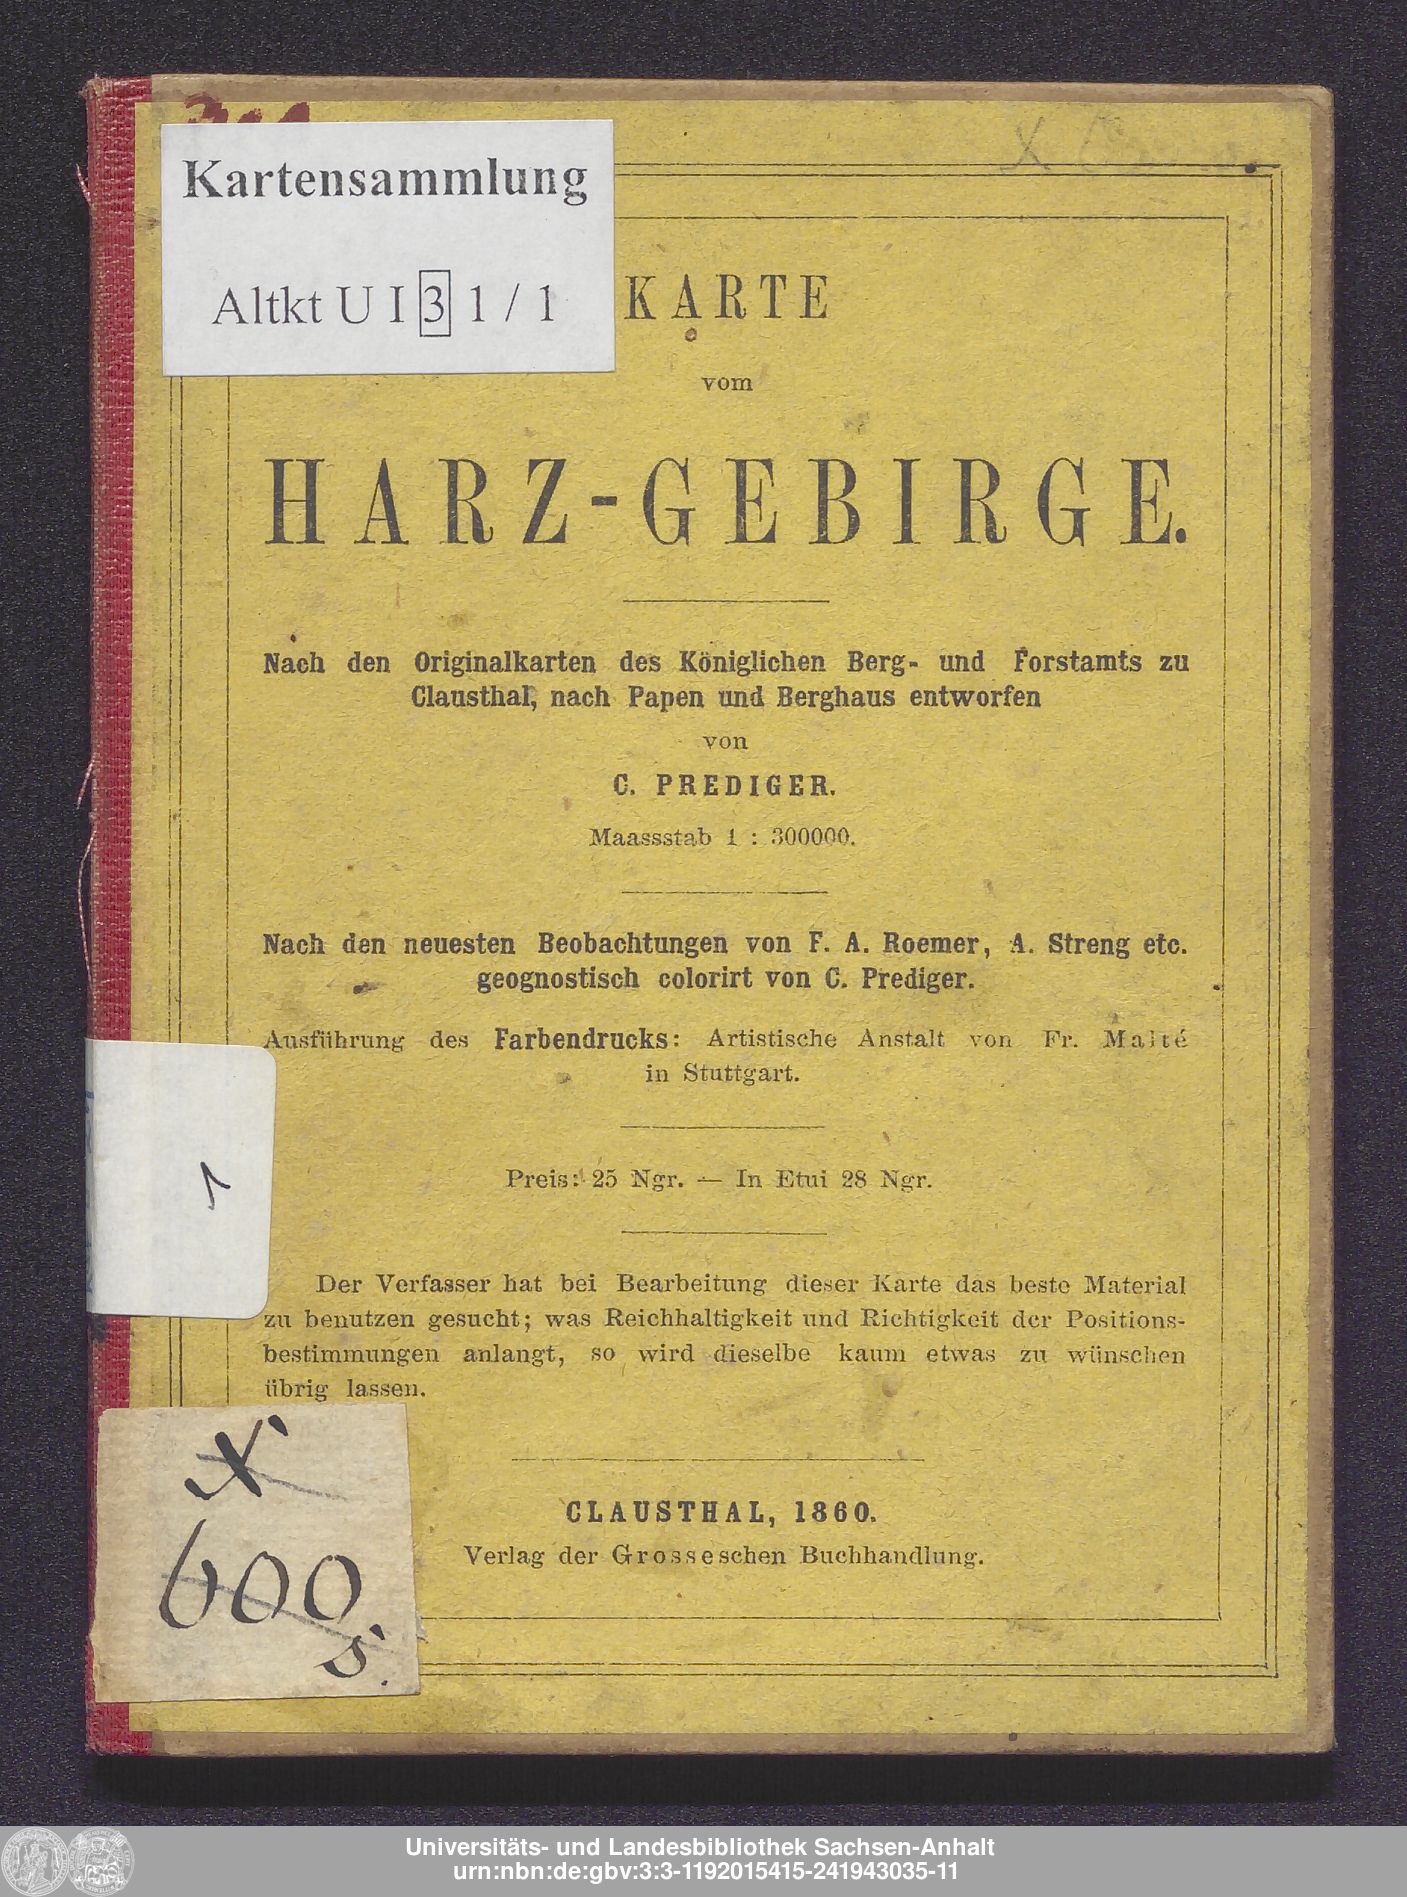 Kartensammlung
Altkt U I 3 1 / 1
KARTE
vom
HARZ-GEBIRGE.
Nach den Originalkarten des Königlichen Berg- und Forstamts zu
Clausthal, nach Papen und Berghaus entworfen
von
C. PREDIGER.
Maassstab 1 : 300000.
Nach den neuesten Beobachtungen von F. A. Roemer, A. Streng etc.
geognostisch colorirt von C. Prediger.
Ausführung des Farbendrucks: Artistische Anstalt von Fr. Malté
in Stuttgart.
1
Preis: 25 Ngr. — In Etui 28 Ngr.
Der Verfasser hat bei Bearbeitung dieser Karte das beste Material
zu benutzen gesucht; was Reichhaltigkeit und Richtigkeit der Positions-
bestimmungen anlangt, so wird dieselbe kaum etwas zu wünschen
übrig lassen.
X
600
s.
CLAUSTHAL, 1860.
Verlag der Grosseschen Buchhandlung.
Universitäts- und Landesbibliothek Sachsen-Anhalt
urn:nbn:de:gbv:3:3-1192015415-241943035-11